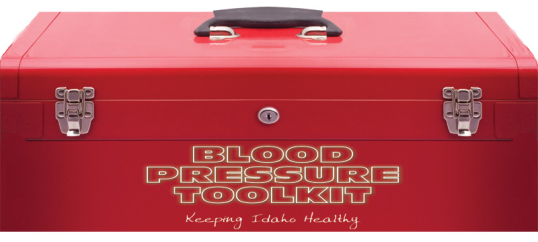 BLOOD
PRESSURE
TOOLKIT
Keeping Idaho Healthy